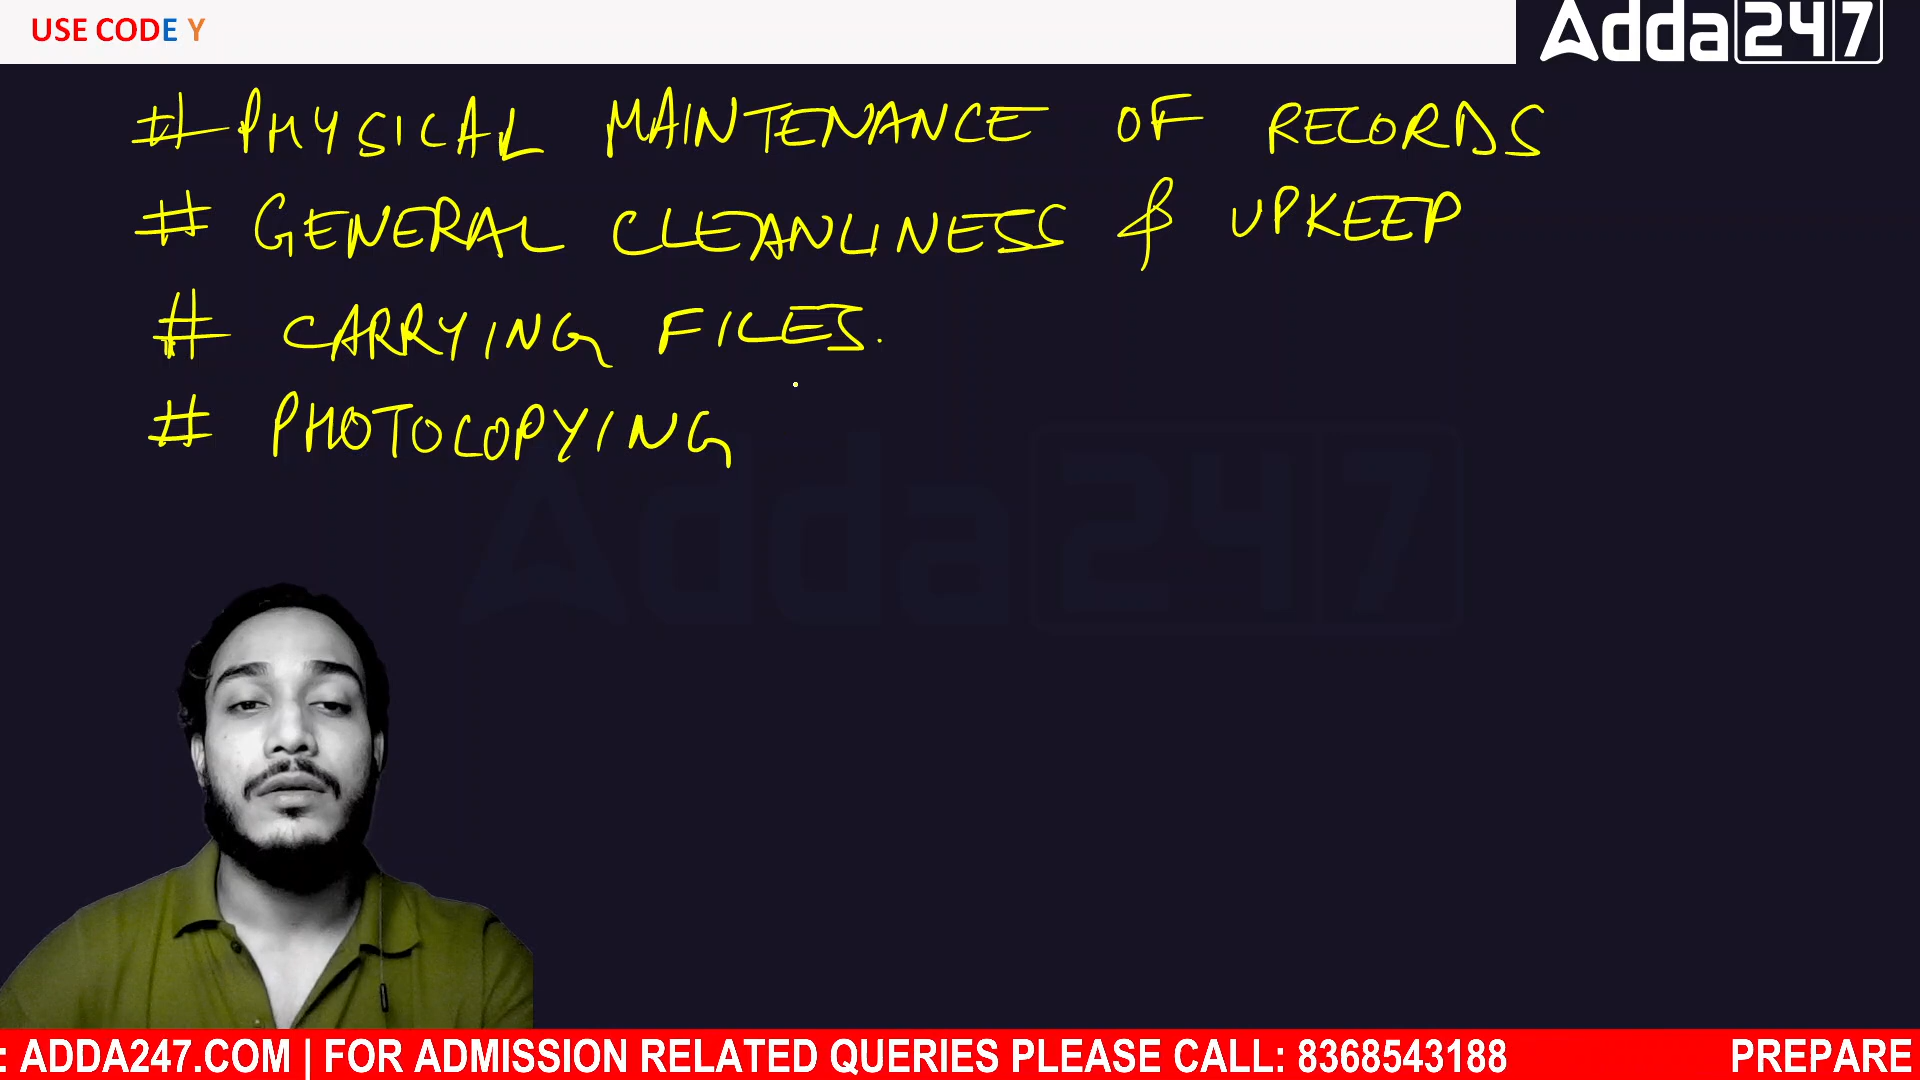 USE CODE Y
Adda247
# PHYSICAL MAINTENANCE OF RECORDS
# GENERAL CLEANLINESS & UPKEEP
# CARRYING FILES.
# PHOTOCOPYING
Adda247
: ADDA247.COM | FOR ADMISSION RELATED QUERIES PLEASE CALL: 8368543188 PREPARE